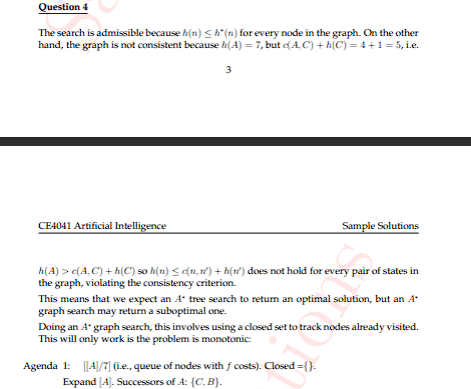 Question 4
The search is admissible because h(n) ≤ h*(n) for every node in the graph. On the other
hand, the graph is not consistent because h(A) = 7, but c(A, C) + h(C) = 4 + 1 = 5, i.e.
3
CE4041 Artificial Intelligence Sample Solutions
h(A) > c(A, C) + h(C) so h(n) ≤ c(n, n') + h(n') does not hold for every pair of states in
the graph, violating the consistency criterion.
This means that we expect an A* tree search to return an optimal solution, but an A*
graph search may return a suboptimal one.
Doing an A* graph search, this involves using a closed set to track nodes already visited.
This will only work is the problem is monotonic:
Agenda 1: [[A]/7] (i.e., queue of nodes with f costs). Closed ={}.
Expand [A]. Successors of A: {C, B}.